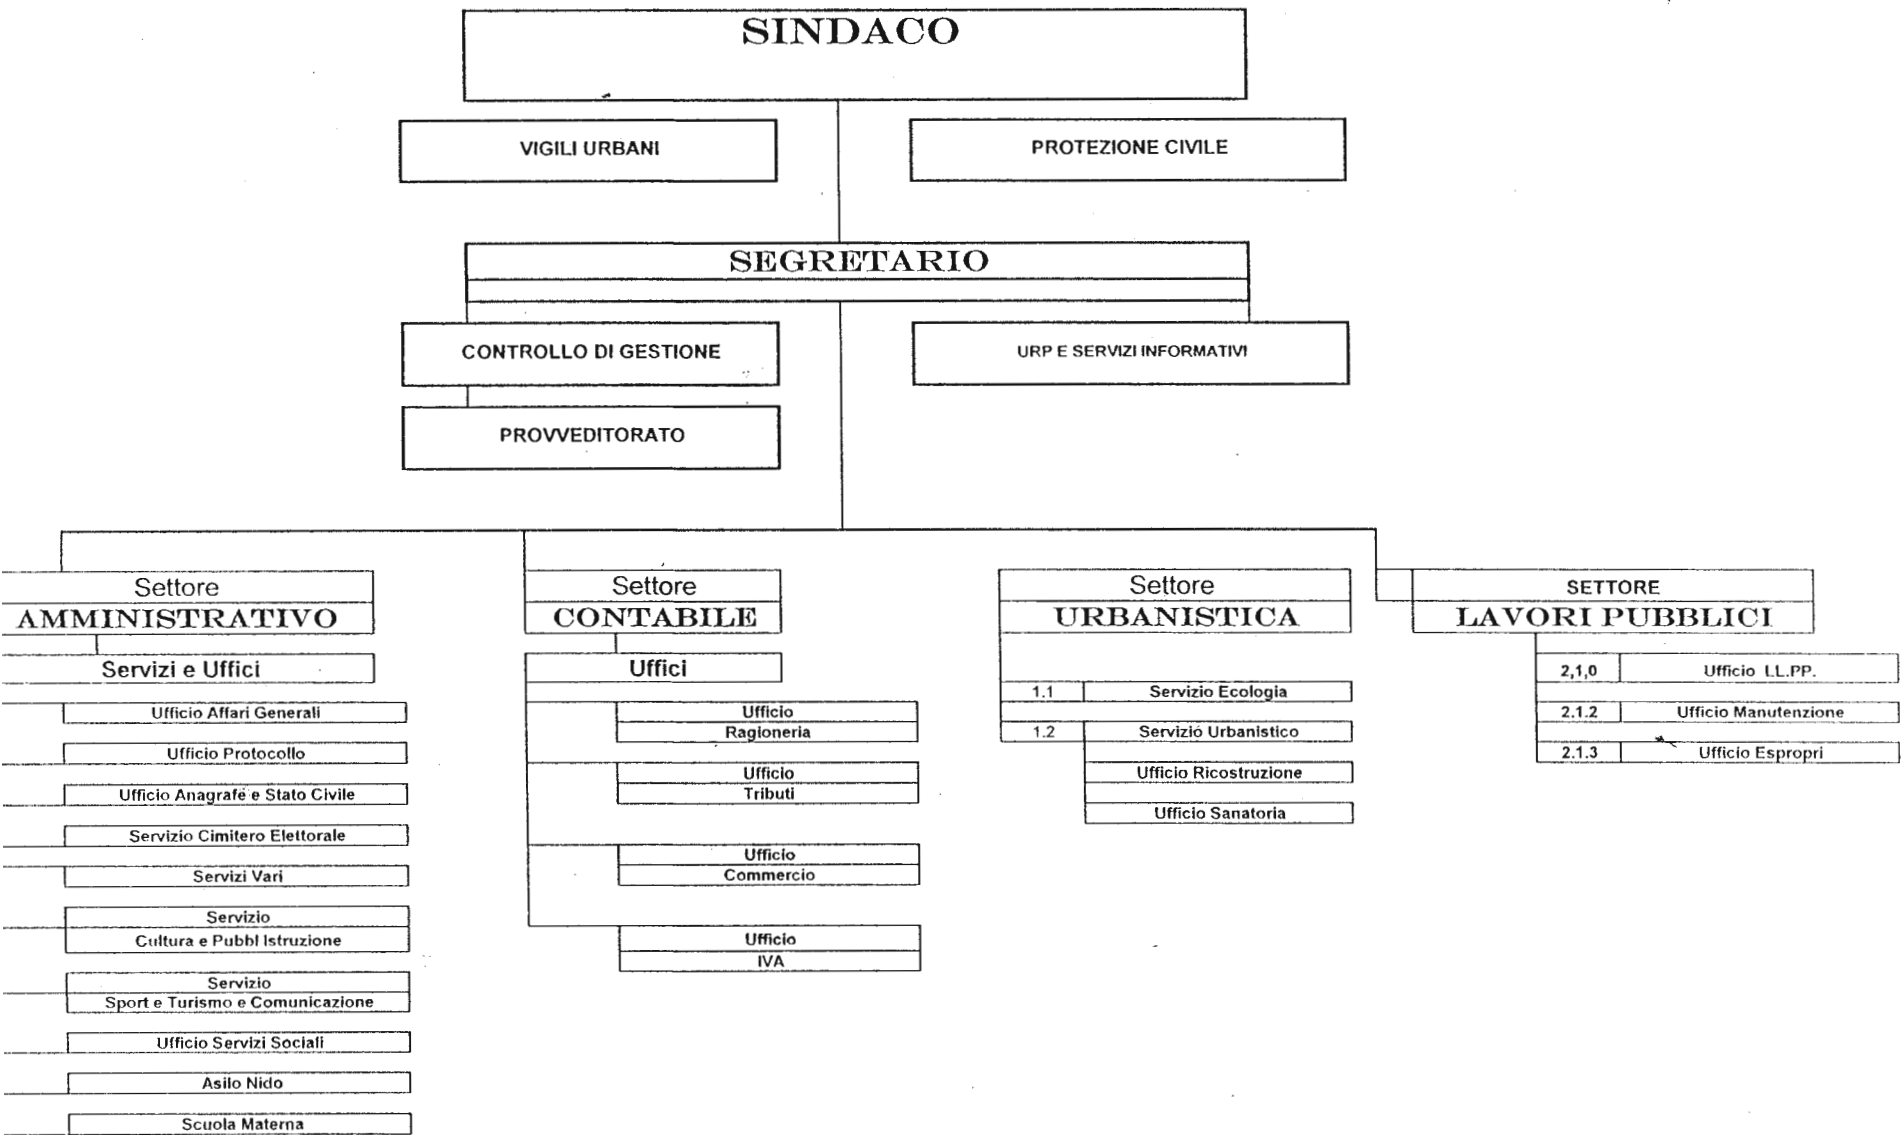 SINDACO
VIGILI URBANI
PROTEZIONE CIVILE
SEGRETARIO
CONTROLLO DI GESTIONE
URP E SERVIZI INFORMATIVI
PROVVEDITORATO
Settore
AMMINISTRATIVO
Servizi e Uffici
Ufficio Affari Generali
Ufficio Protocollo
Ufficio Anagrafe e Stato Civile
Servizio Cimitero Elettorale
Servizi Vari
Servizio
Cultura e Pubbl Istruzione
Servizio
Sport e Turismo e Comunicazione
Ufficio Servizi Sociali
Asilo Nido
Scuola Materna
Settore
CONTABILE
Uffici
Ufficio
Ragioneria
Ufficio
Tributi
Ufficio
Commercio
Ufficio
IVA
Settore
URBANISTICA
1.1 Servizio Ecologia
1.2 Servizio Urbanistico
Ufficio Ricostruzione
Ufficio Sanatoria
SETTORE
LAVORI PUBBLICI
2,1,0 Ufficio LL.PP.
2.1.2 Ufficio Manutenzione
2.1.3 Ufficio Espropri